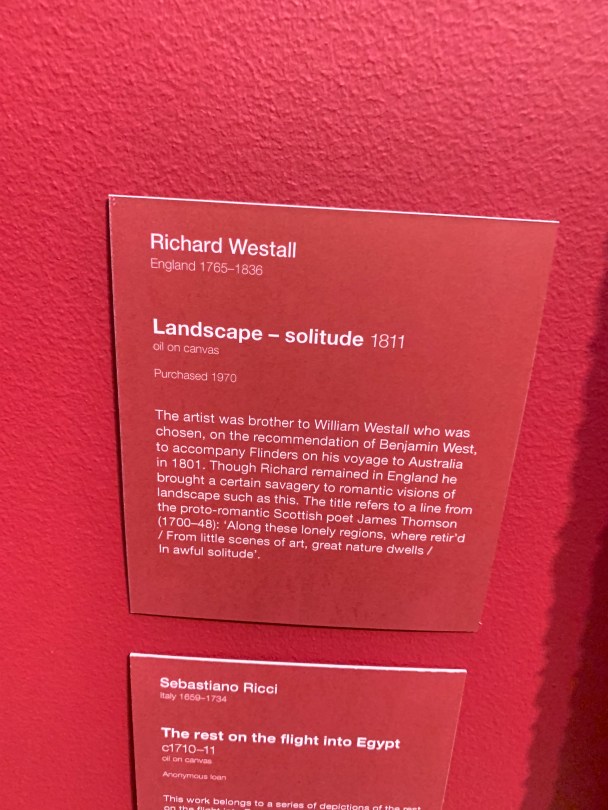 Richard Westall
England 1765–1836
Landscape – solitude 1811
oil on canvas
Purchased 1970
The artist was brother to William Westall who was
chosen, on the recommendation of Benjamin West,
to accompany Flinders on his voyage to Australia
in 1801. Though Richard remained in England he
brought a certain savagery to romantic visions of
landscape such as this. The title refers to a line from
the proto-romantic Scottish poet James Thomson
(1700–48): ‘Along these lonely regions, where retir’d
/ From little scenes of art, great nature dwells /
In awful solitude’.
Sebastiano Ricci
Italy 1659–1734
The rest on the flight into Egypt
c1710–11
oil on canvas
Anonymous loan
This work belongs to a series of depictions of the rest
on the flight into